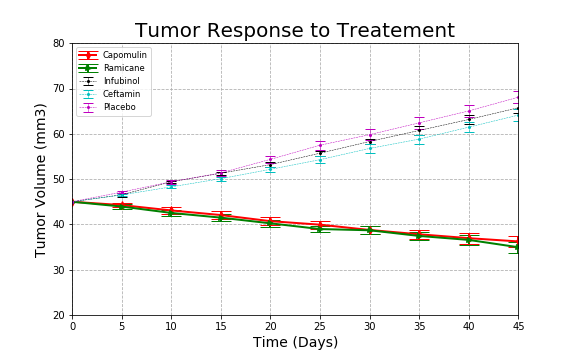 Tumor Response to Treatement
80
70
60
50
40
30
20
Tumor Volume (mm3)
Capomulin
Ramicane
Infubinol
Ceftamin
Placebo
0 5 10 15 20 25 30 35 40 45
Time (Days)